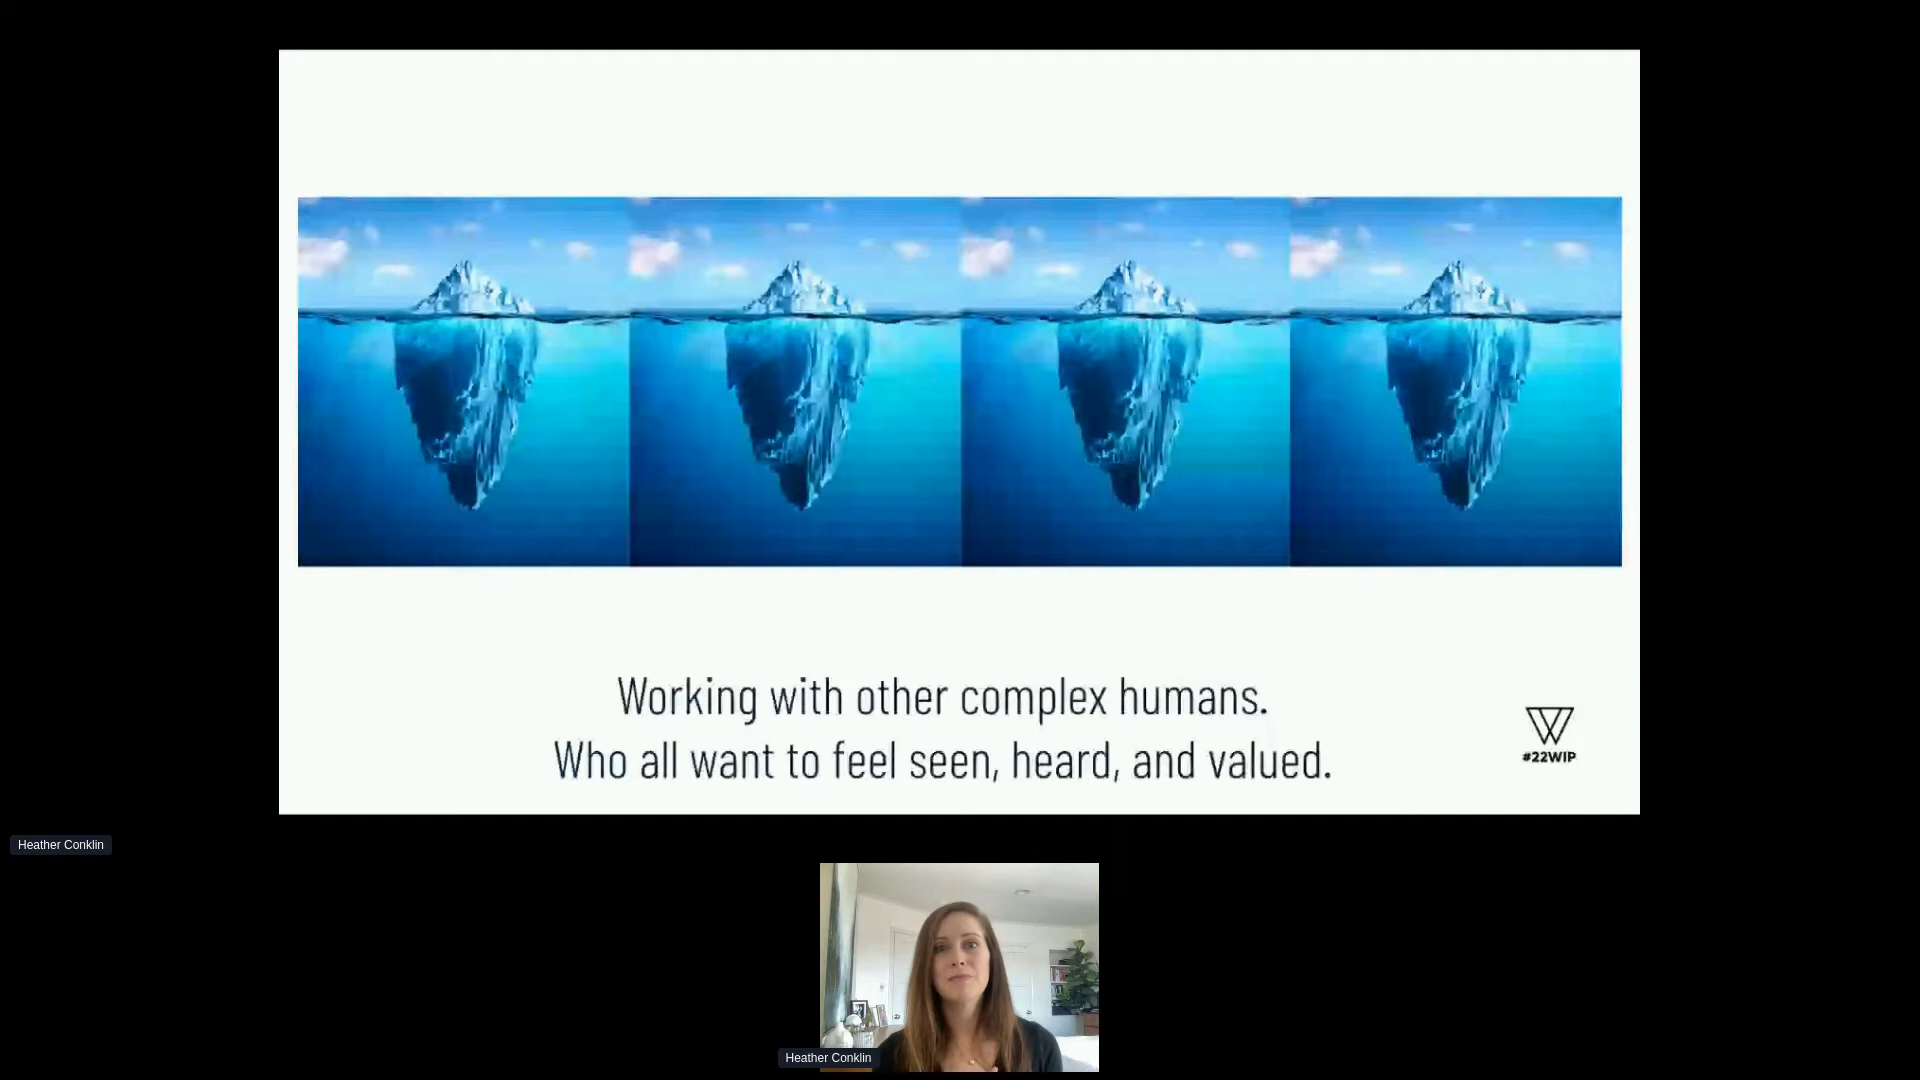 Working with other complex humans.
Who all want to feel seen, heard, and valued.
#22WIP
Heather Conklin
Heather Conklin